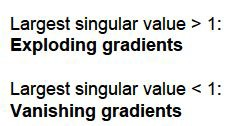 Largest singular value > 1:
Exploding gradients
Largest singular value < 1:
Vanishing gradients